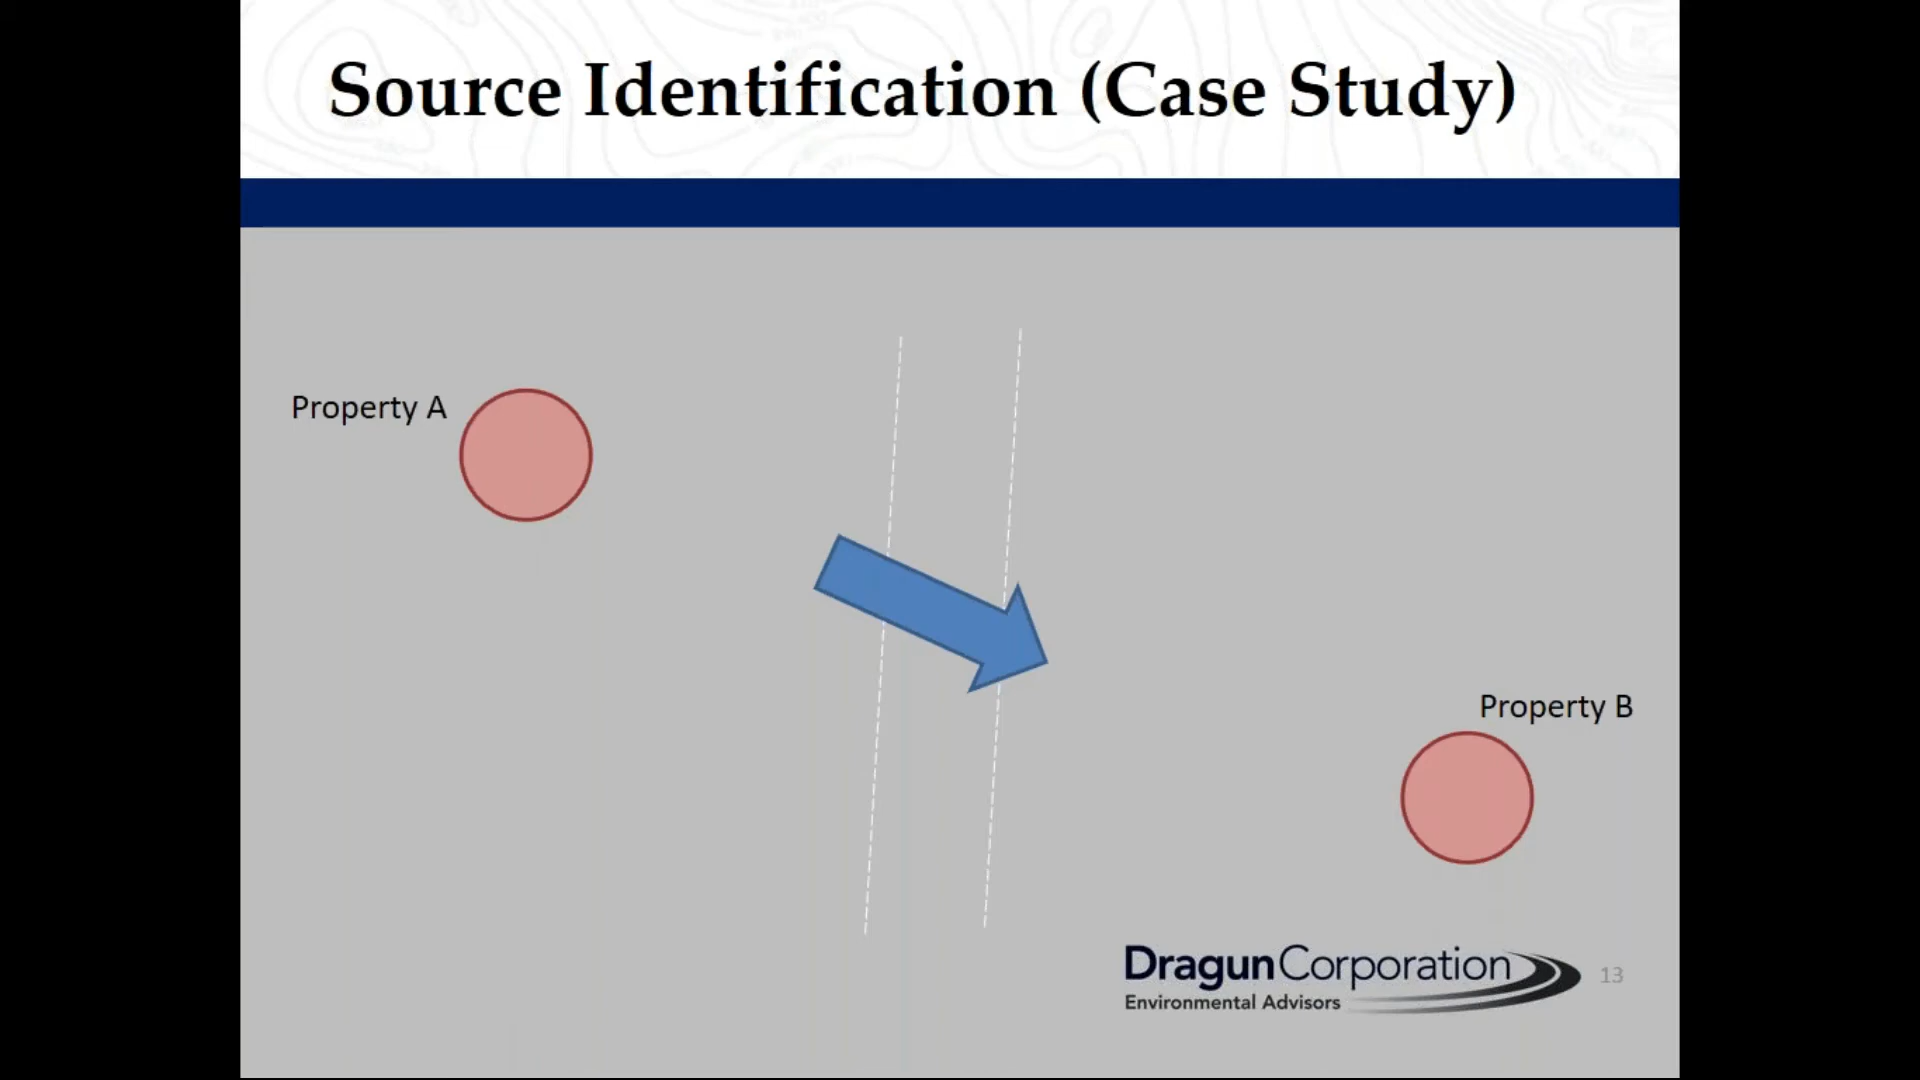 Source Identification (Case Study)
Property A
Property B
DragunCorporation
Environmental Advisors
13